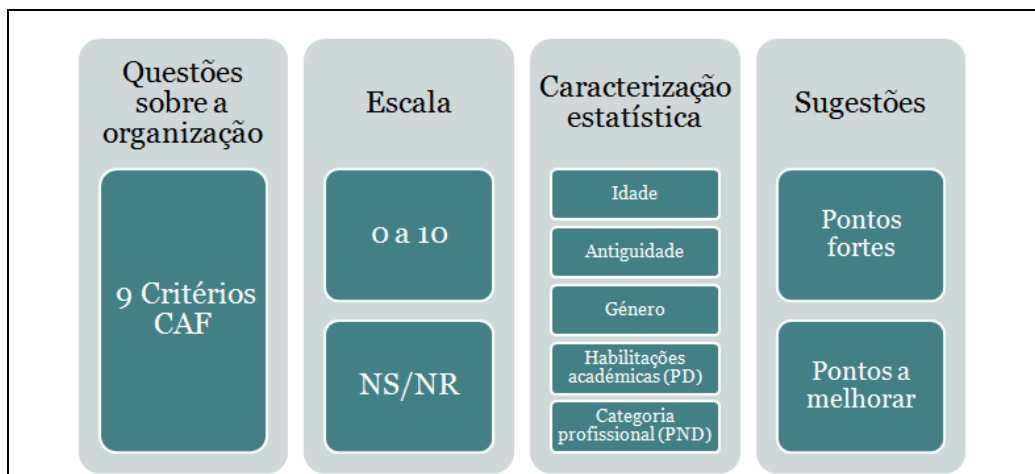 Questões
sobre a
organização
9 Critérios
CAF
Escala
0 a 10
NS/NR
Caracterização
estatística
Idade
Antiguidade
Género
Habilitações
académicas (PD)
Categoria
profissional (PND)
Sugestões
Pontos
fortes
Pontos a
melhorar